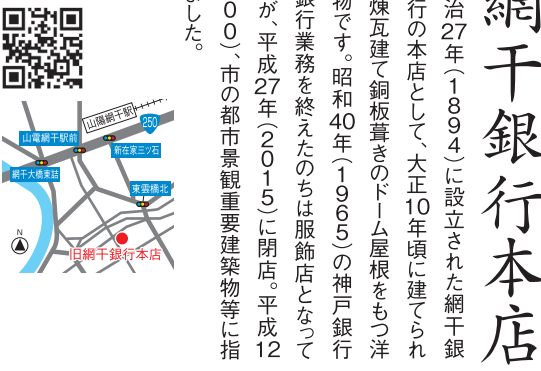 網干銀行本店
治27年(1894)に設立された網干銀
行の本店として、大正10年頃に建てられ
煉瓦建て銅板葺きのドーム屋根をもつ洋
物です。昭和40年(1965)の神戸銀行
銀行業務を終えたのちは服飾店となって
が、平成27年(2015)に閉店。平成12
00)、市の都市景観重要建築物等に指
ました。
山陽網干駅
250
山電網干駅前
新在家三ツ石
網干大橋東詰
東雲橋北
N
旧網干銀行本店